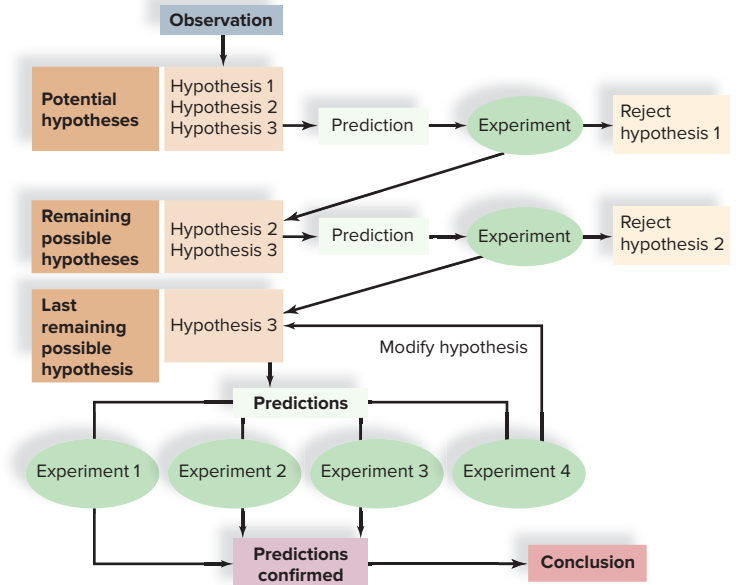 Observation
Potential
hypotheses
Hypothesis 1
Hypothesis 2
Hypothesis 3
Prediction
Experiment
Reject
hypothesis 1
Remaining
possible
hypotheses
Hypothesis 2
Hypothesis 3
Prediction
Experiment
Reject
hypothesis 2
Last
remaining
possible
hypothesis
Hypothesis 3
Modify hypothesis
Predictions
Experiment 1
Experiment 2
Experiment 3
Experiment 4
Predictions
confirmed
Conclusion